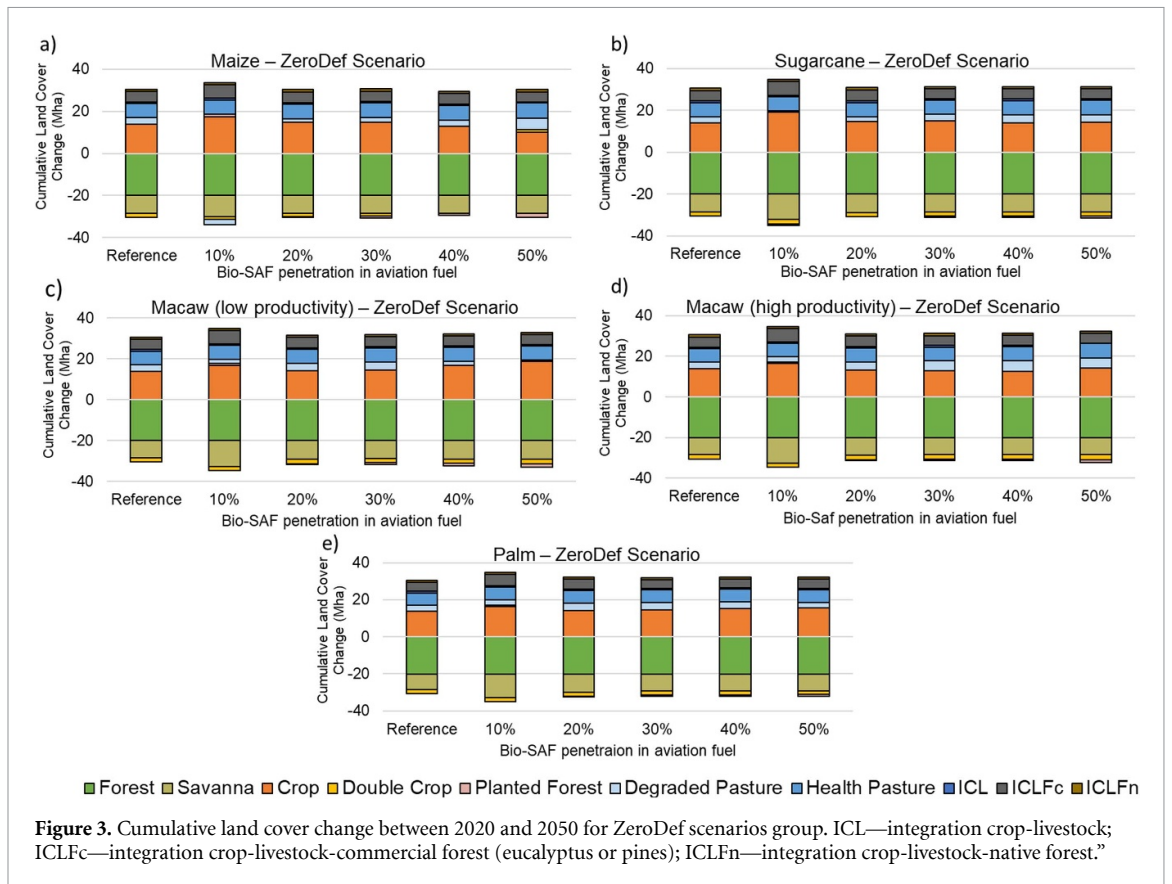 a)
Maize – ZeroDef Scenario
Cumulative Land Cover
Change (Mha)
40
20
0
-20
-40
Reference 10% 20% 30% 40% 50%
Bio-SAF penetration in aviation fuel
b)
Sugarcane – ZeroDef Scenario
Cumulative Land Cover
Change (Mha)
40
20
0
-20
-40
Reference 10% 20% 30% 40% 50%
Bio-SAF penetration in aviation fuel
c)
Macaw (low productivity) – ZeroDef Scenario
Cumulative Land Cover
Change (Mha)
40
20
0
-20
-40
Reference 10% 20% 30% 40% 50%
Bio-SAF penetration in aviation fuel
d)
Macaw (high productivity) – ZeroDef Scenario
Cumulative Land Cover
Change (Mha)
40
20
0
-20
-40
Reference 10% 20% 30% 40% 50%
Bio-Saf penetration in aviation fuel
e)
Palm – ZeroDef Scenario
Cumulative Land Cover
Change (Mha)
40
20
0
-20
-40
Reference 10% 20% 30% 40% 50%
Bio-SAF penetraion in aviation fuel
Forest Savanna Crop Double Crop Planted Forest Degraded Pasture Health Pasture ICL ICLFc ICLFn
Figure 3. Cumulative land cover change between 2020 and 2050 for ZeroDef scenarios group. ICL—integration crop-livestock;
ICLFc—integration crop-livestock-commercial forest (eucalyptus or pines); ICLFn—integration crop-livestock-native forest.”